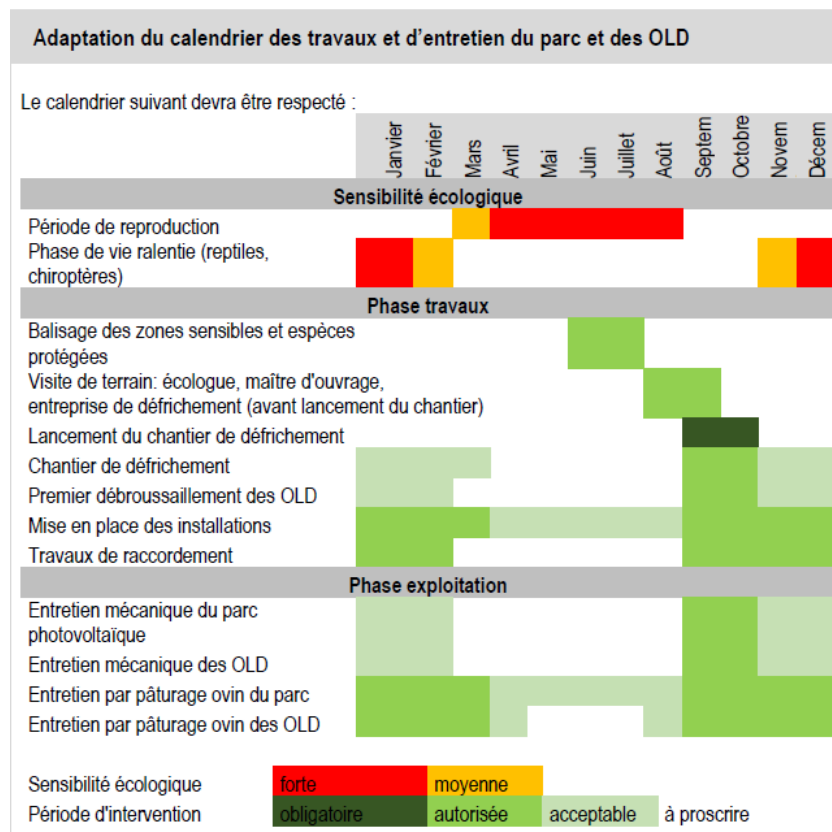 Adaptation du calendrier des travaux et d'entretien du parc et des OLD
Le calendrier suivant devra être respecté :
Janvier Février Mars Avril Mai Juin Juillet Août Septem Octobre Novem Décem
Sensibilité écologique
Période de reproduction
Phase de vie ralentie (reptiles,
chiroptères)
Phase travaux
Balisage des zones sensibles et espèces
protégées
Visite de terrain: écologue, maître d'ouvrage,
entreprise de défrichement (avant lancement du chantier)
Lancement du chantier de défrichement
Chantier de défrichement
Premier débroussaillement des OLD
Mise en place des installations
Travaux de raccordement
Phase exploitation
Entretien mécanique du parc
photovoltaïque
Entretien mécanique des OLD
Entretien par pâturage ovin du parc
Entretien par pâturage ovin des OLD
Sensibilité écologique forte moyenne
Période d'intervention obligatoire autorisée acceptable à proscrire